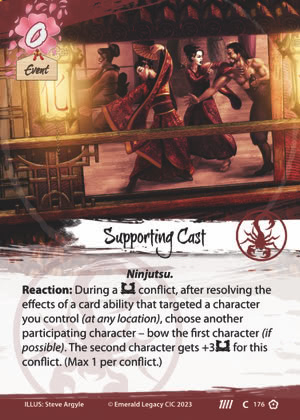 0
Event
Supporting Cast
Ninjutsu.
Reaction: During a conflict, after resolving the
effects of a card ability that targeted a character
you control (at any location), choose another
participating character – bow the first character (if
possible). The second character gets +3 for this
conflict. (Max 1 per conflict.)
ILLUS: Steve Argyle © Emerald Legacy CIC 2023 C 176